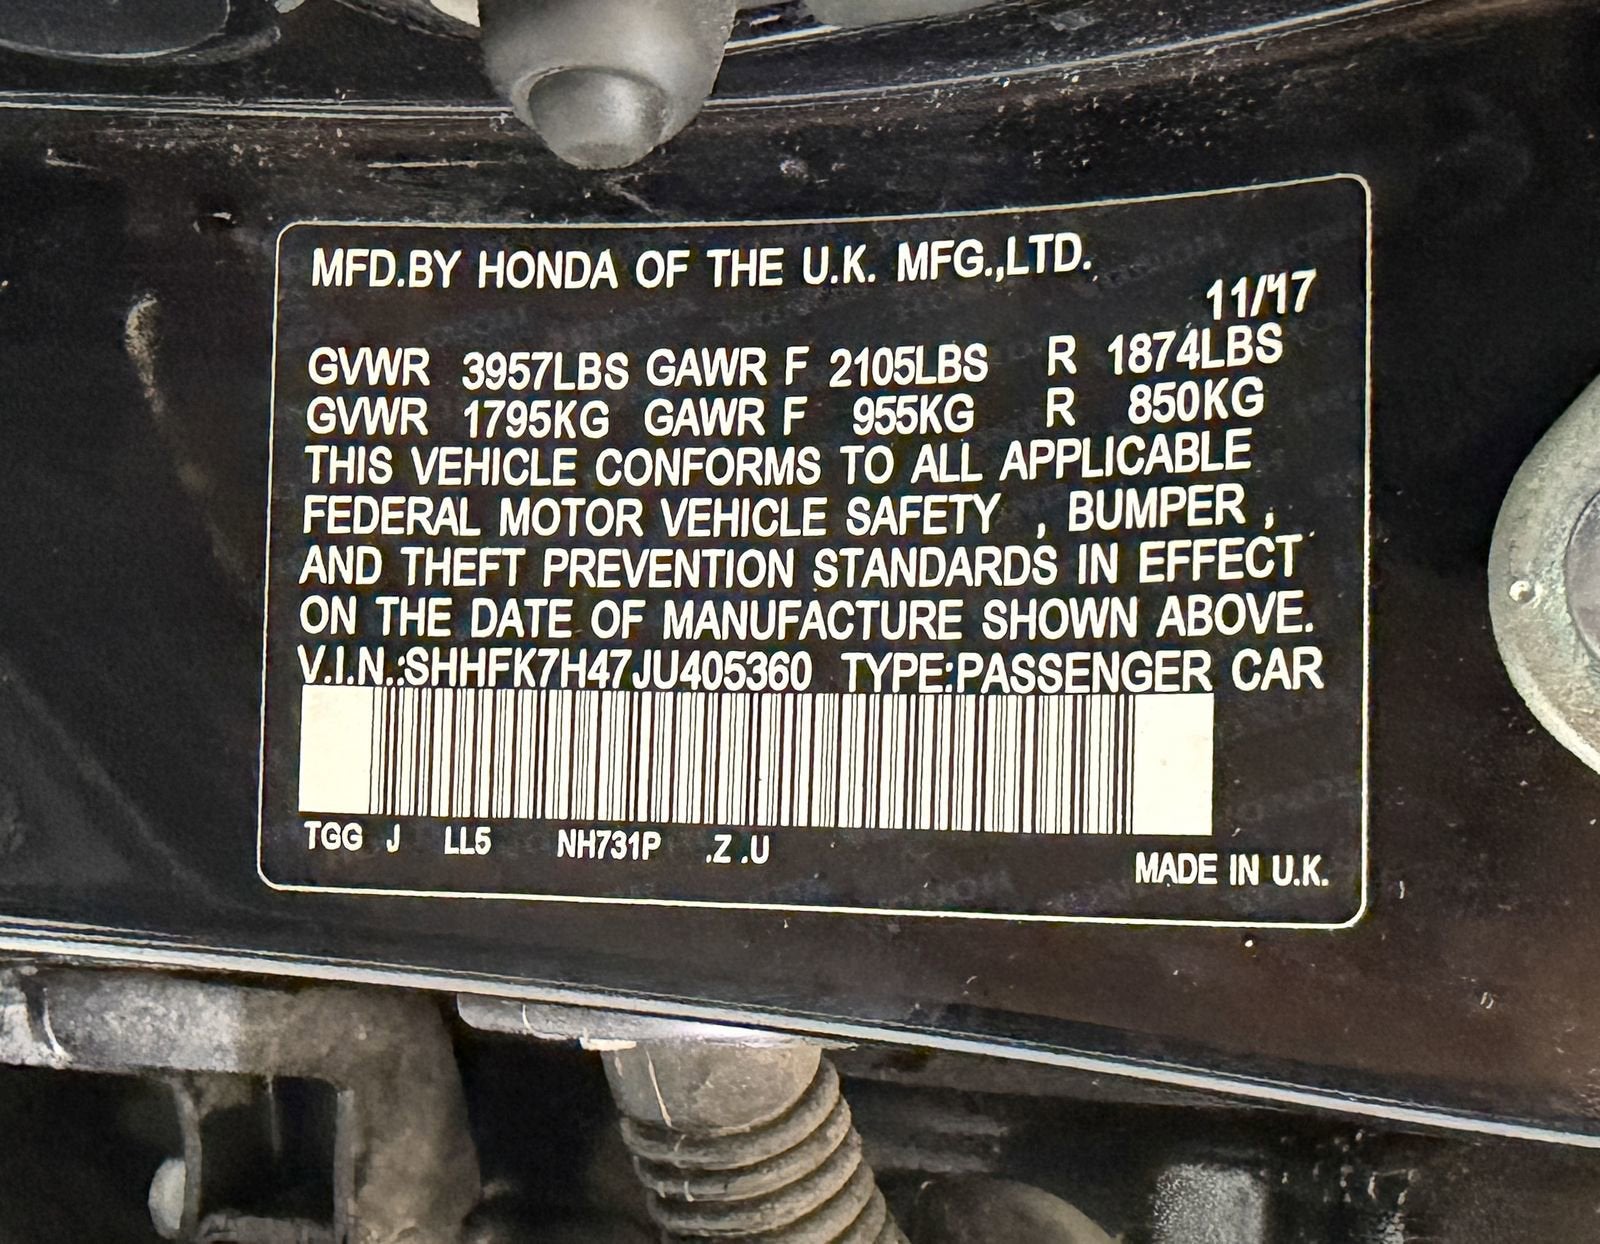 MFD.BY HONDA OF THE U.K. MFG.,LTD.
11/17
GVWR 3957LBS GAWR F 2105LBS R 1874LBS
GVWR 1795KG GAWR F 955KG R 850KG
THIS VEHICLE CONFORMS TO ALL APPLICABLE
FEDERAL MOTOR VEHICLE SAFETY , BUMPER ,
AND THEFT PREVENTION STANDARDS IN EFFECT
ON THE DATE OF MANUFACTURE SHOWN ABOVE.
V.I.N.:SHHFK7H47JU405360 TYPE:PASSENGER CAR
TGG J LL5 NH731P .Z .U
MADE IN U.K.